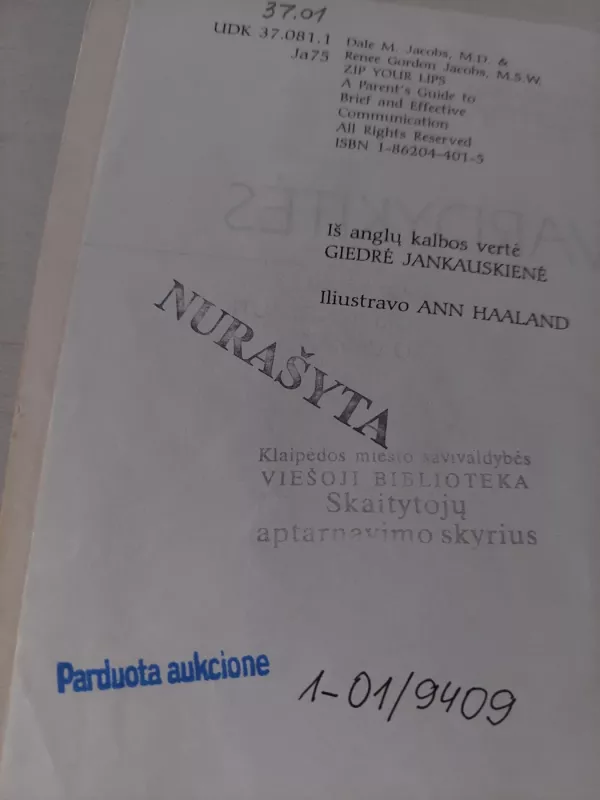 37.01
UDK 37.081.1
Ja75
Dale M. Jacobs, M.D. &
Renee Gordon Jacobs, M.S.W.
ZIP YOUR LIPS
A Parent's Guide to
Brief and Effective
Communication
All Rights Reserved
ISBN 1-86204-401-5
Iš anglų kalbos vertė
GIEDRĖ JANKAUSKIENĖ
Iliustravo ANN HAALAND
NURAŠYTA
Klaipėdos miesto savivaldybės
VIEŠOJI BIBLIOTEKA
Skaitytojų
aptarnavimo skyrius
Parduota aukcione
1-01/9409